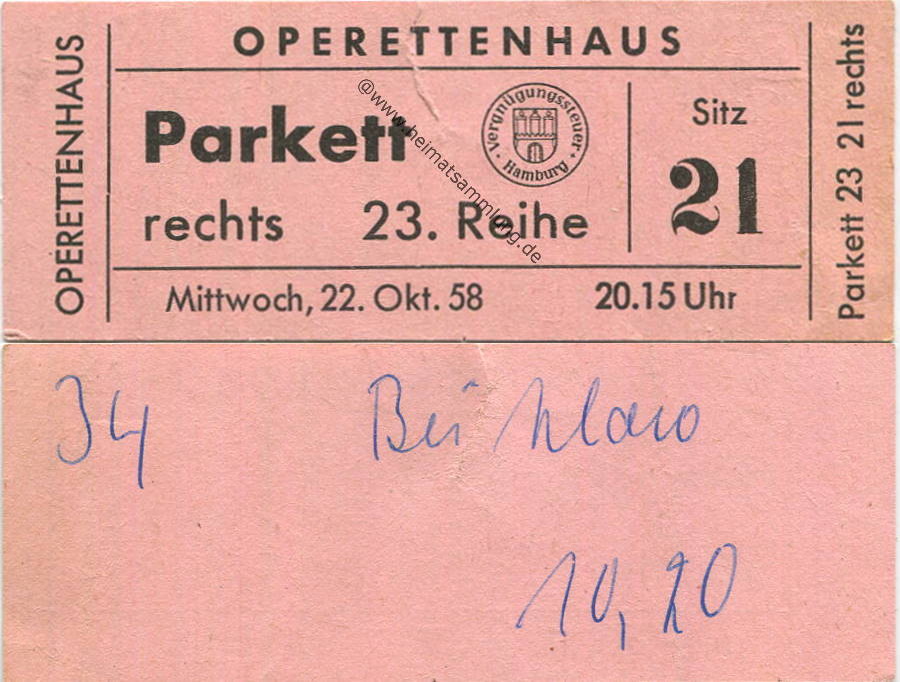 OPERETTENHAUS
OPERETTENHAUS
Parkett
rechts 23. Reihe
Vergnügungssteuer
Hamburg
Sitz
21
Mittwoch, 22. Okt. 58
20.15 Uhr
Parkett 23 21 rechts
@www.heimatsammlung.de
34
Bei
10,20